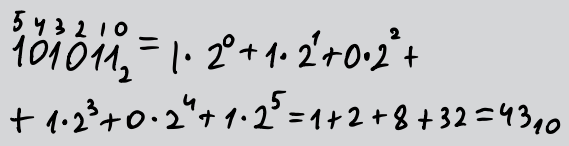 5 4 3 2 1 0
101011₂ = 1 · 2⁰ + 1 · 2¹ + 0 · 2² +
+ 1 · 2³ + 0 · 2⁴ + 1 · 2⁵ = 1 + 2 + 8 + 32 = 43₁₀